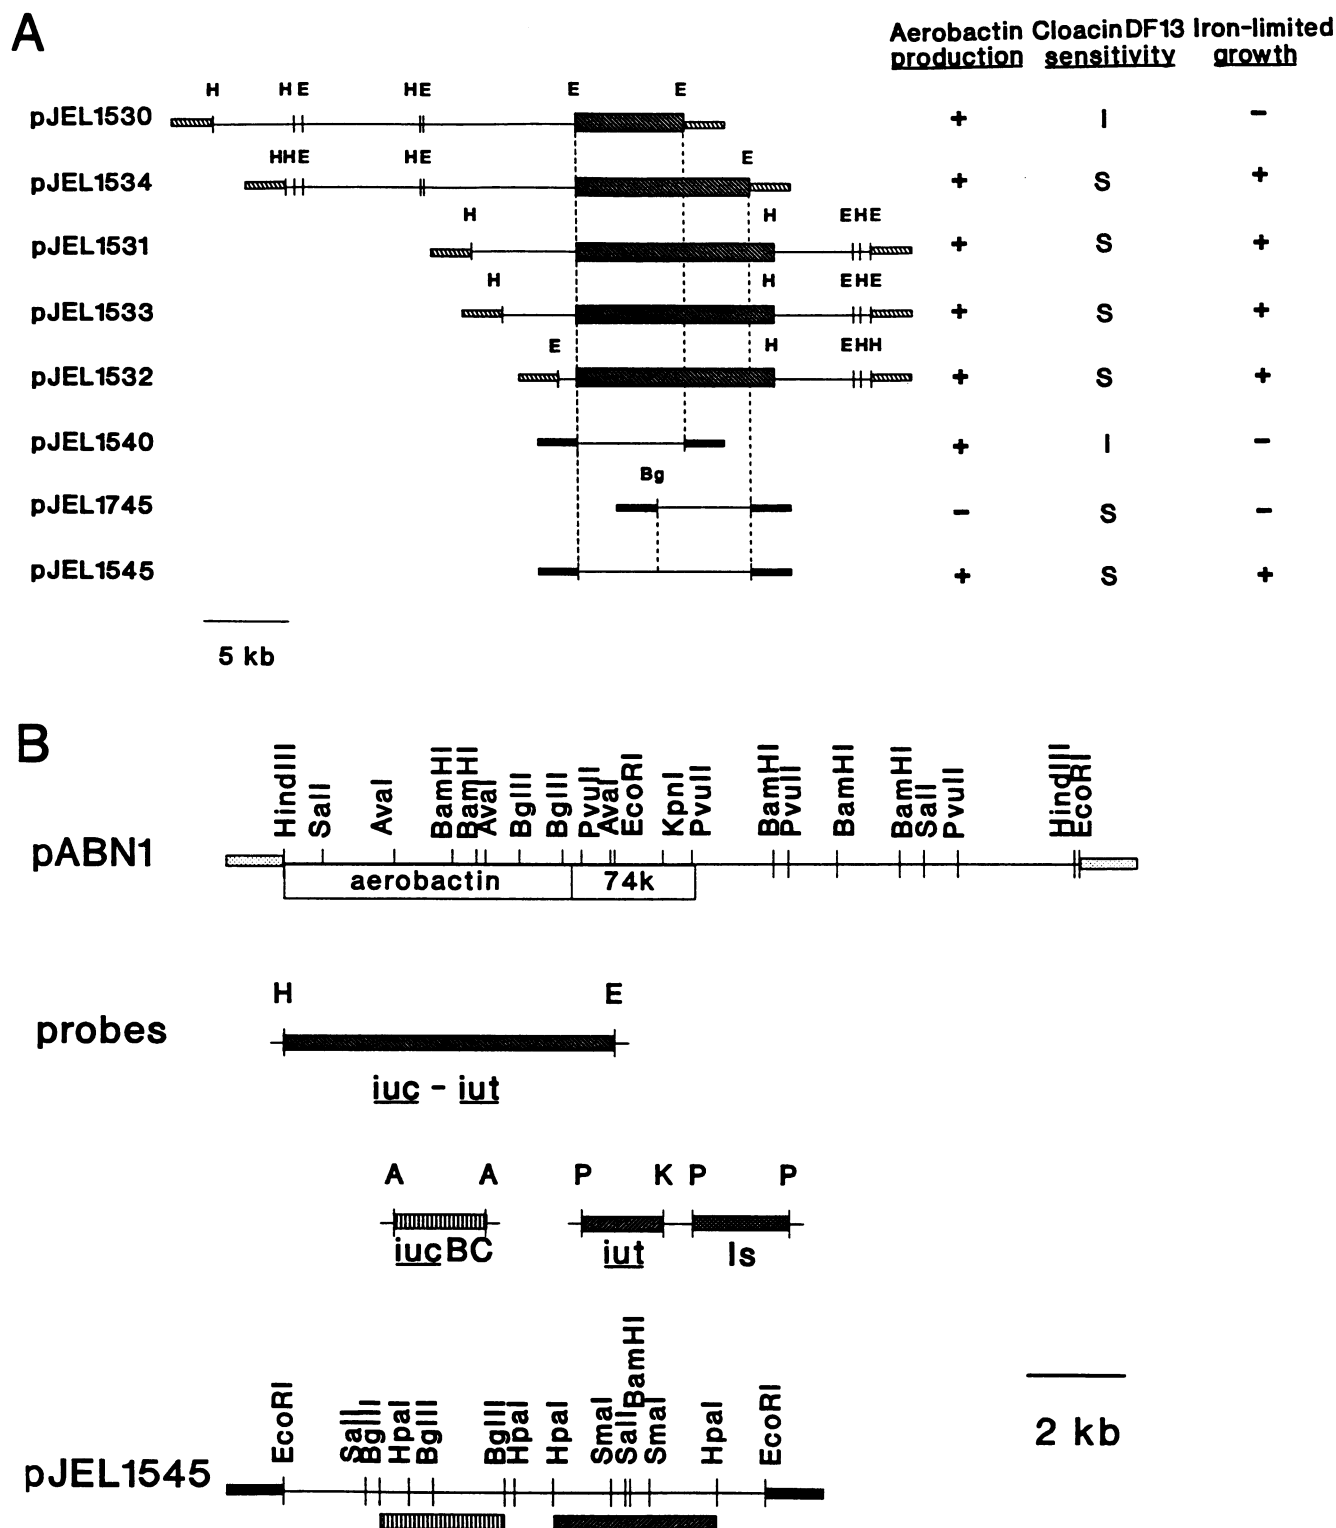 A
Aerobactin Cloacin DF13 Iron-limited
production sensitivity growth
H H E H E E E
pJEL1530 + I -
H H E H E E
pJEL1534 + S +
H H E H E
pJEL1531 + S +
H H E H E
pJEL1533 + S +
E H E H H
pJEL1532 + S +
pJEL1540 + I -
Bg
pJEL1745 - S -
pJEL1545 + S +
5 kb
B
HindIII SalI AvaI BamHI BamHI AvaI BglII BglII PvuII AvaI EcoRI KpnI PvuII BamHI PvuII BamHI BamHI SalI PvuII HindIII EcoRI
pABN1
aerobactin 74k
H E
probes
iuc - iut
A A P K P P
iucBC iut Is
EcoRI SalI BglII HpaI BglII BglII HpaI HpaI SmaI SalI BamHI SmaI HpaI EcoRI
2 kb
pJEL1545